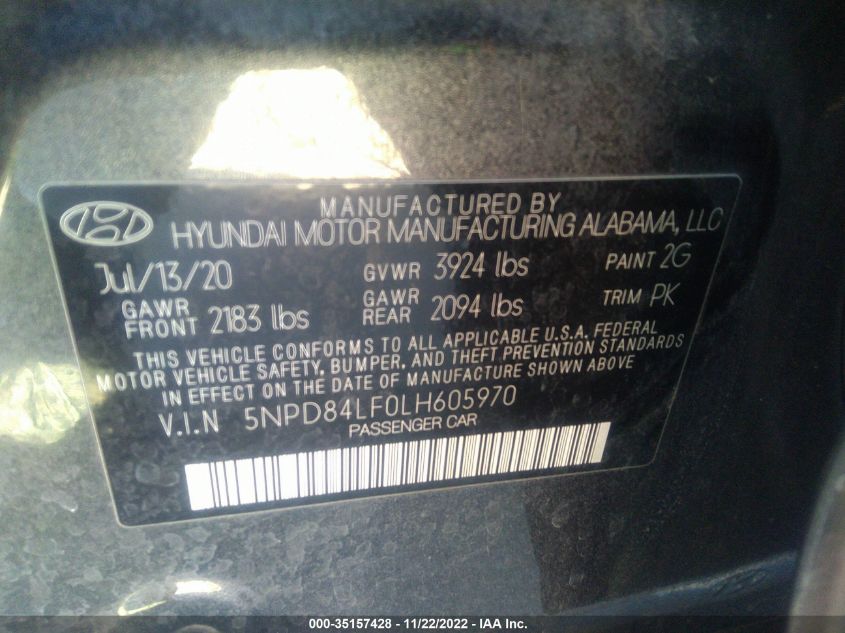 MANUFACTURED BY
HYUNDAI MOTOR MANUFACTURING ALABAMA, LLC
Jul/13/20 GVWR 3924 lbs PAINT 2G
GAWR FRONT 2183 lbs GAWR REAR 2094 lbs TRIM PK
THIS VEHICLE CONFORMS TO ALL APPLICABLE U.S.A. FEDERAL
MOTOR VEHICLE SAFETY, BUMPER, AND THEFT PREVENTION STANDARDS
IN EFFECT ON THE DATE OF MANUFACTURE SHOWN ABOVE
V.I.N 5NPD84LF0LH605970
PASSENGER CAR
000-35157428 - 11/22/2022 - IAA Inc.